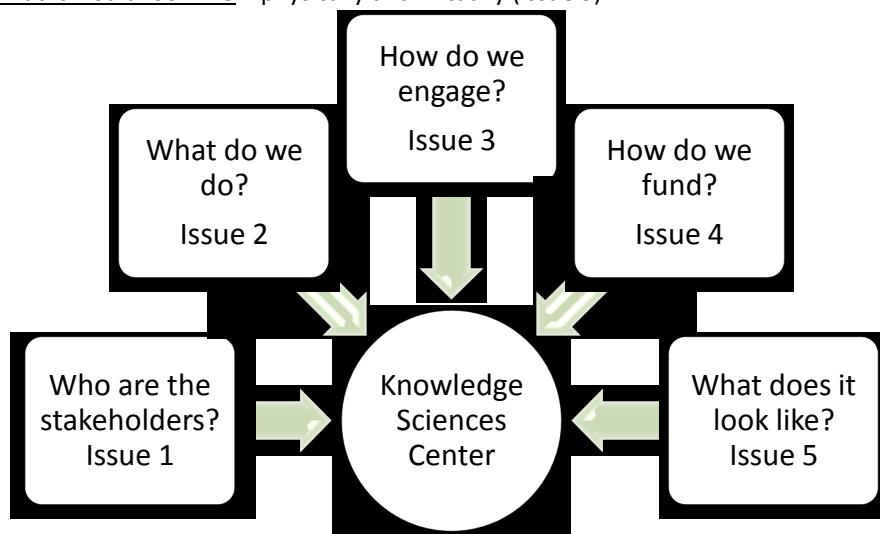 How do we
engage?
Issue 3
What do we
do?
Issue 2
How do we
fund?
Issue 4
Who are the
stakeholders?
Issue 1
Knowledge
Sciences
Center
What does it
look like?
Issue 5